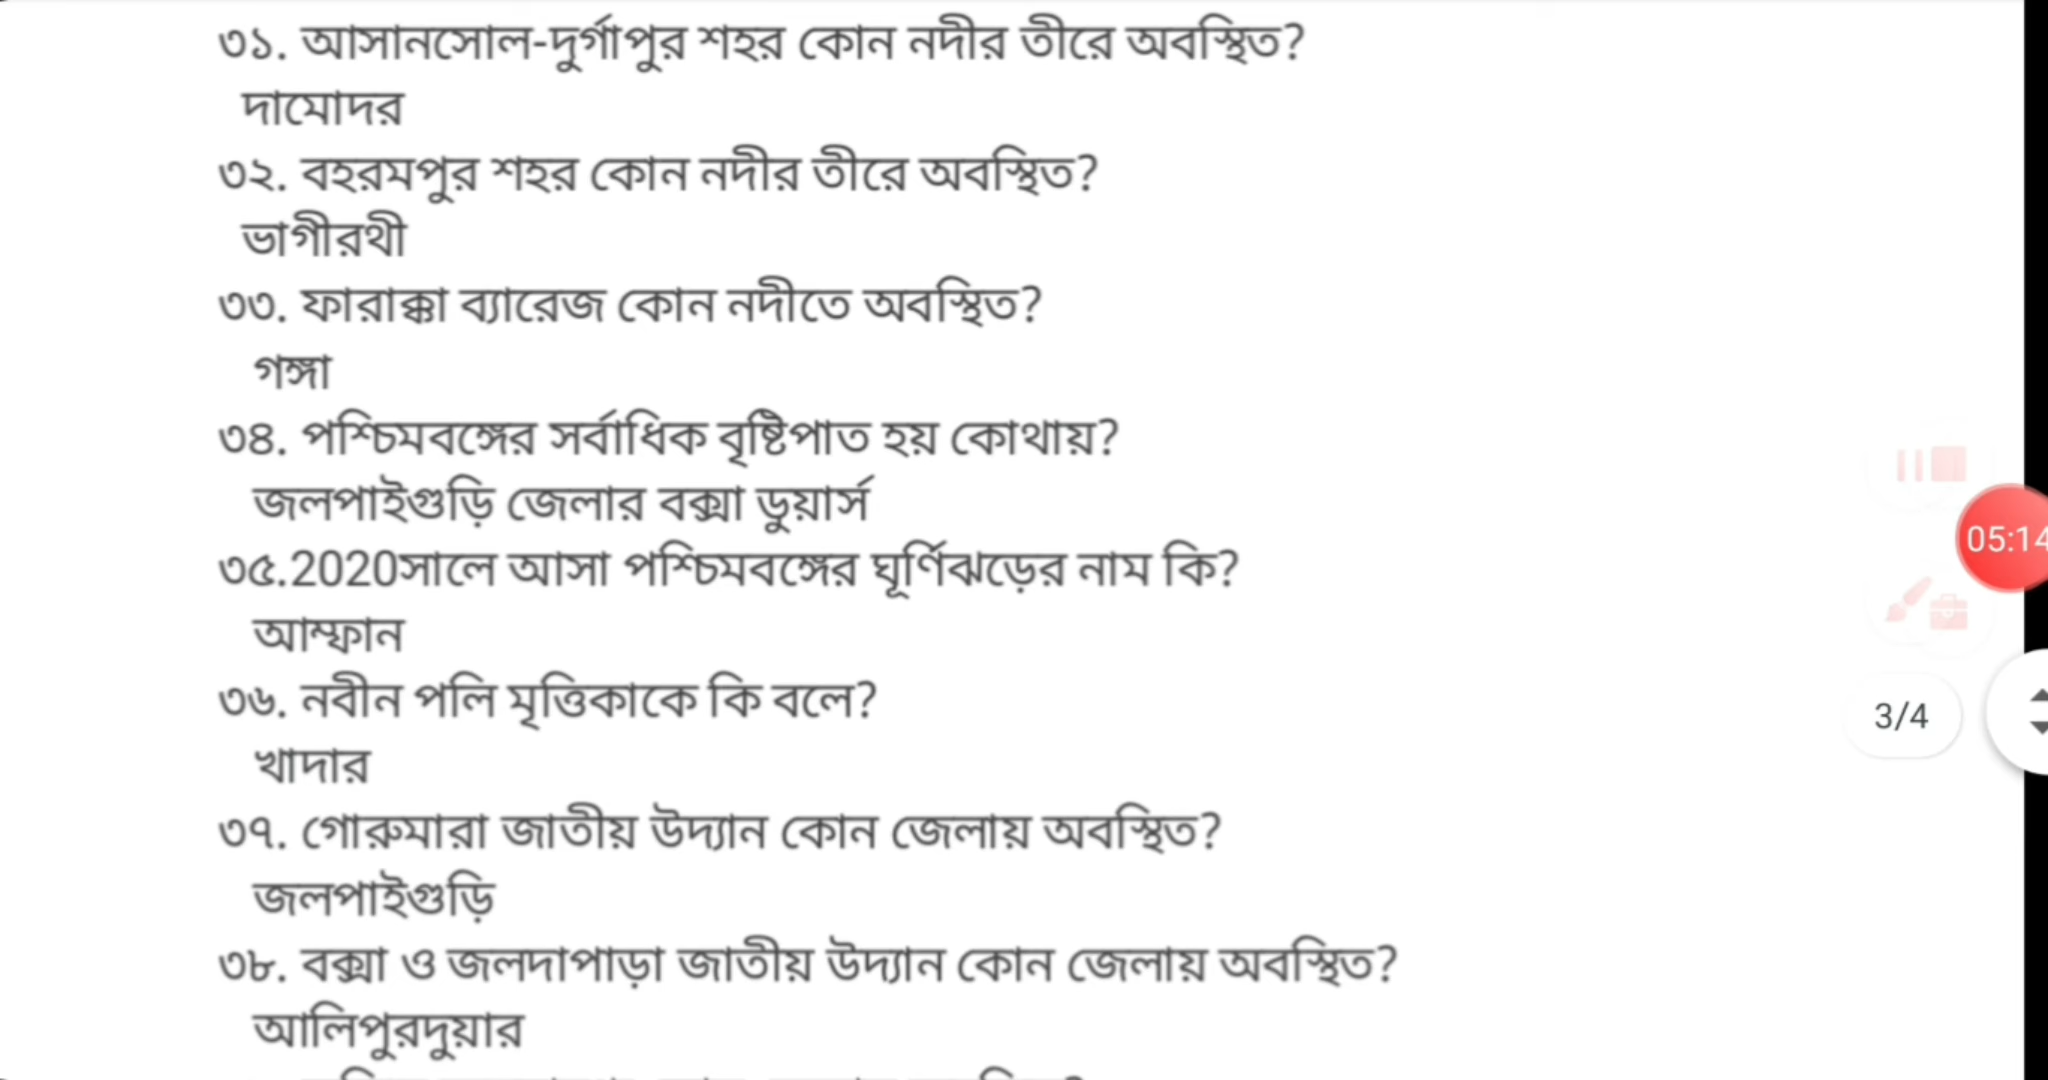 ৩১. আসানসোল-দুর্গাপুর শহর কোন নদীর তীরে অবস্থিত?
দামোদর
৩২. বহরমপুর শহর কোন নদীর তীরে অবস্থিত?
ভাগীরথী
৩৩. ফারাক্কা ব্যারেজ কোন নদীতে অবস্থিত?
গঙ্গা
৩৪. পশ্চিমবঙ্গের সর্বাধিক বৃষ্টিপাত হয় কোথায়?
জলপাইগুড়ি জেলার বক্সা ডুয়ার্স
৩৫.2020সালে আসা পশ্চিমবঙ্গের ঘূর্ণিঝড়ের নাম কি?
আম্ফান
৩৬. নবীন পলি মৃত্তিকাকে কি বলে?
খাদার
৩৭. গোরুমারা জাতীয় উদ্যান কোন জেলায় অবস্থিত?
জলপাইগুড়ি
৩৮. বক্সা ও জলদাপাড়া জাতীয় উদ্যান কোন জেলায় অবস্থিত?
আলিপুরদুয়ার
05:14
3/4